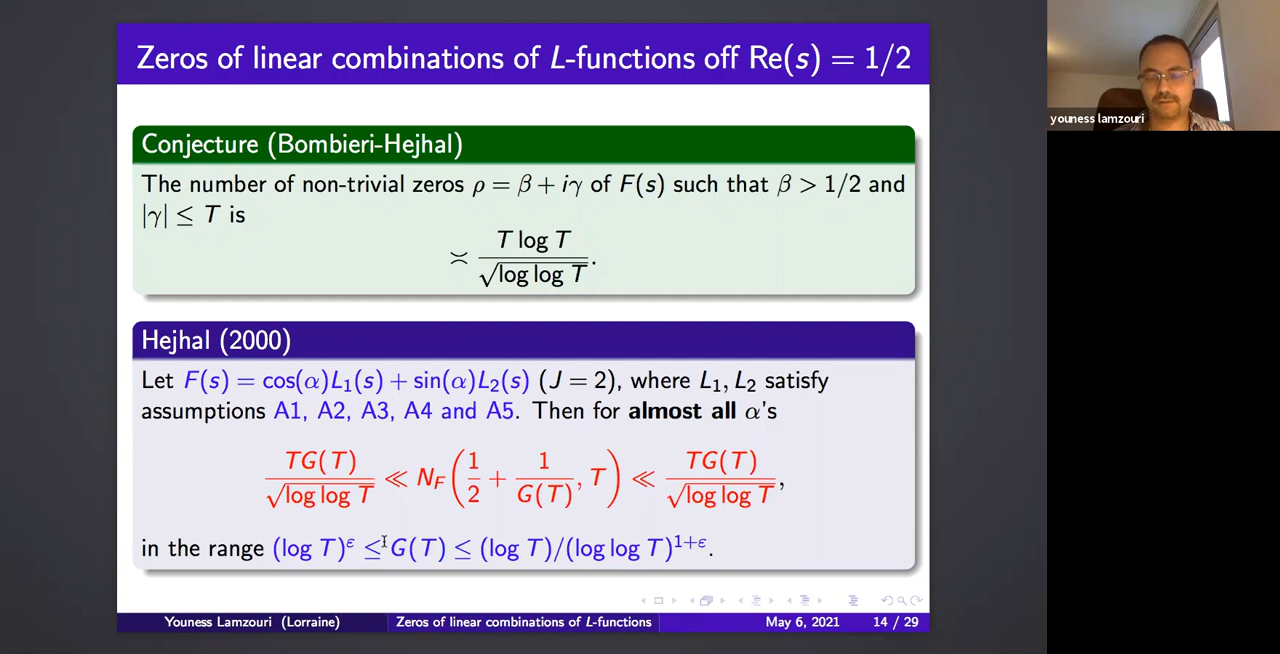 Zeros of linear combinations of L-functions off Re(s) = 1/2
Conjecture (Bombieri-Hejhal)
The number of non-trivial zeros ρ = β + iγ of F(s) such that β > 1/2 and
|γ| ≤ T is
≍ T log T / √log log T.
Hejhal (2000)
Let F(s) = cos(α)L₁(s) + sin(α)L₂(s) (J = 2), where L₁, L₂ satisfy
assumptions A1, A2, A3, A4 and A5. Then for almost all α's
TG(T) / √log log T ≪ N_F(1/2 + 1/G(T), T) ≪ TG(T) / √log log T,
in the range (log T)^ε ≤ G(T) ≤ (log T)/(log log T)^{1+ε}.
Youness Lamzouri (Lorraine) Zeros of linear combinations of L-functions May 6, 2021 14 / 29
youness lamzouri